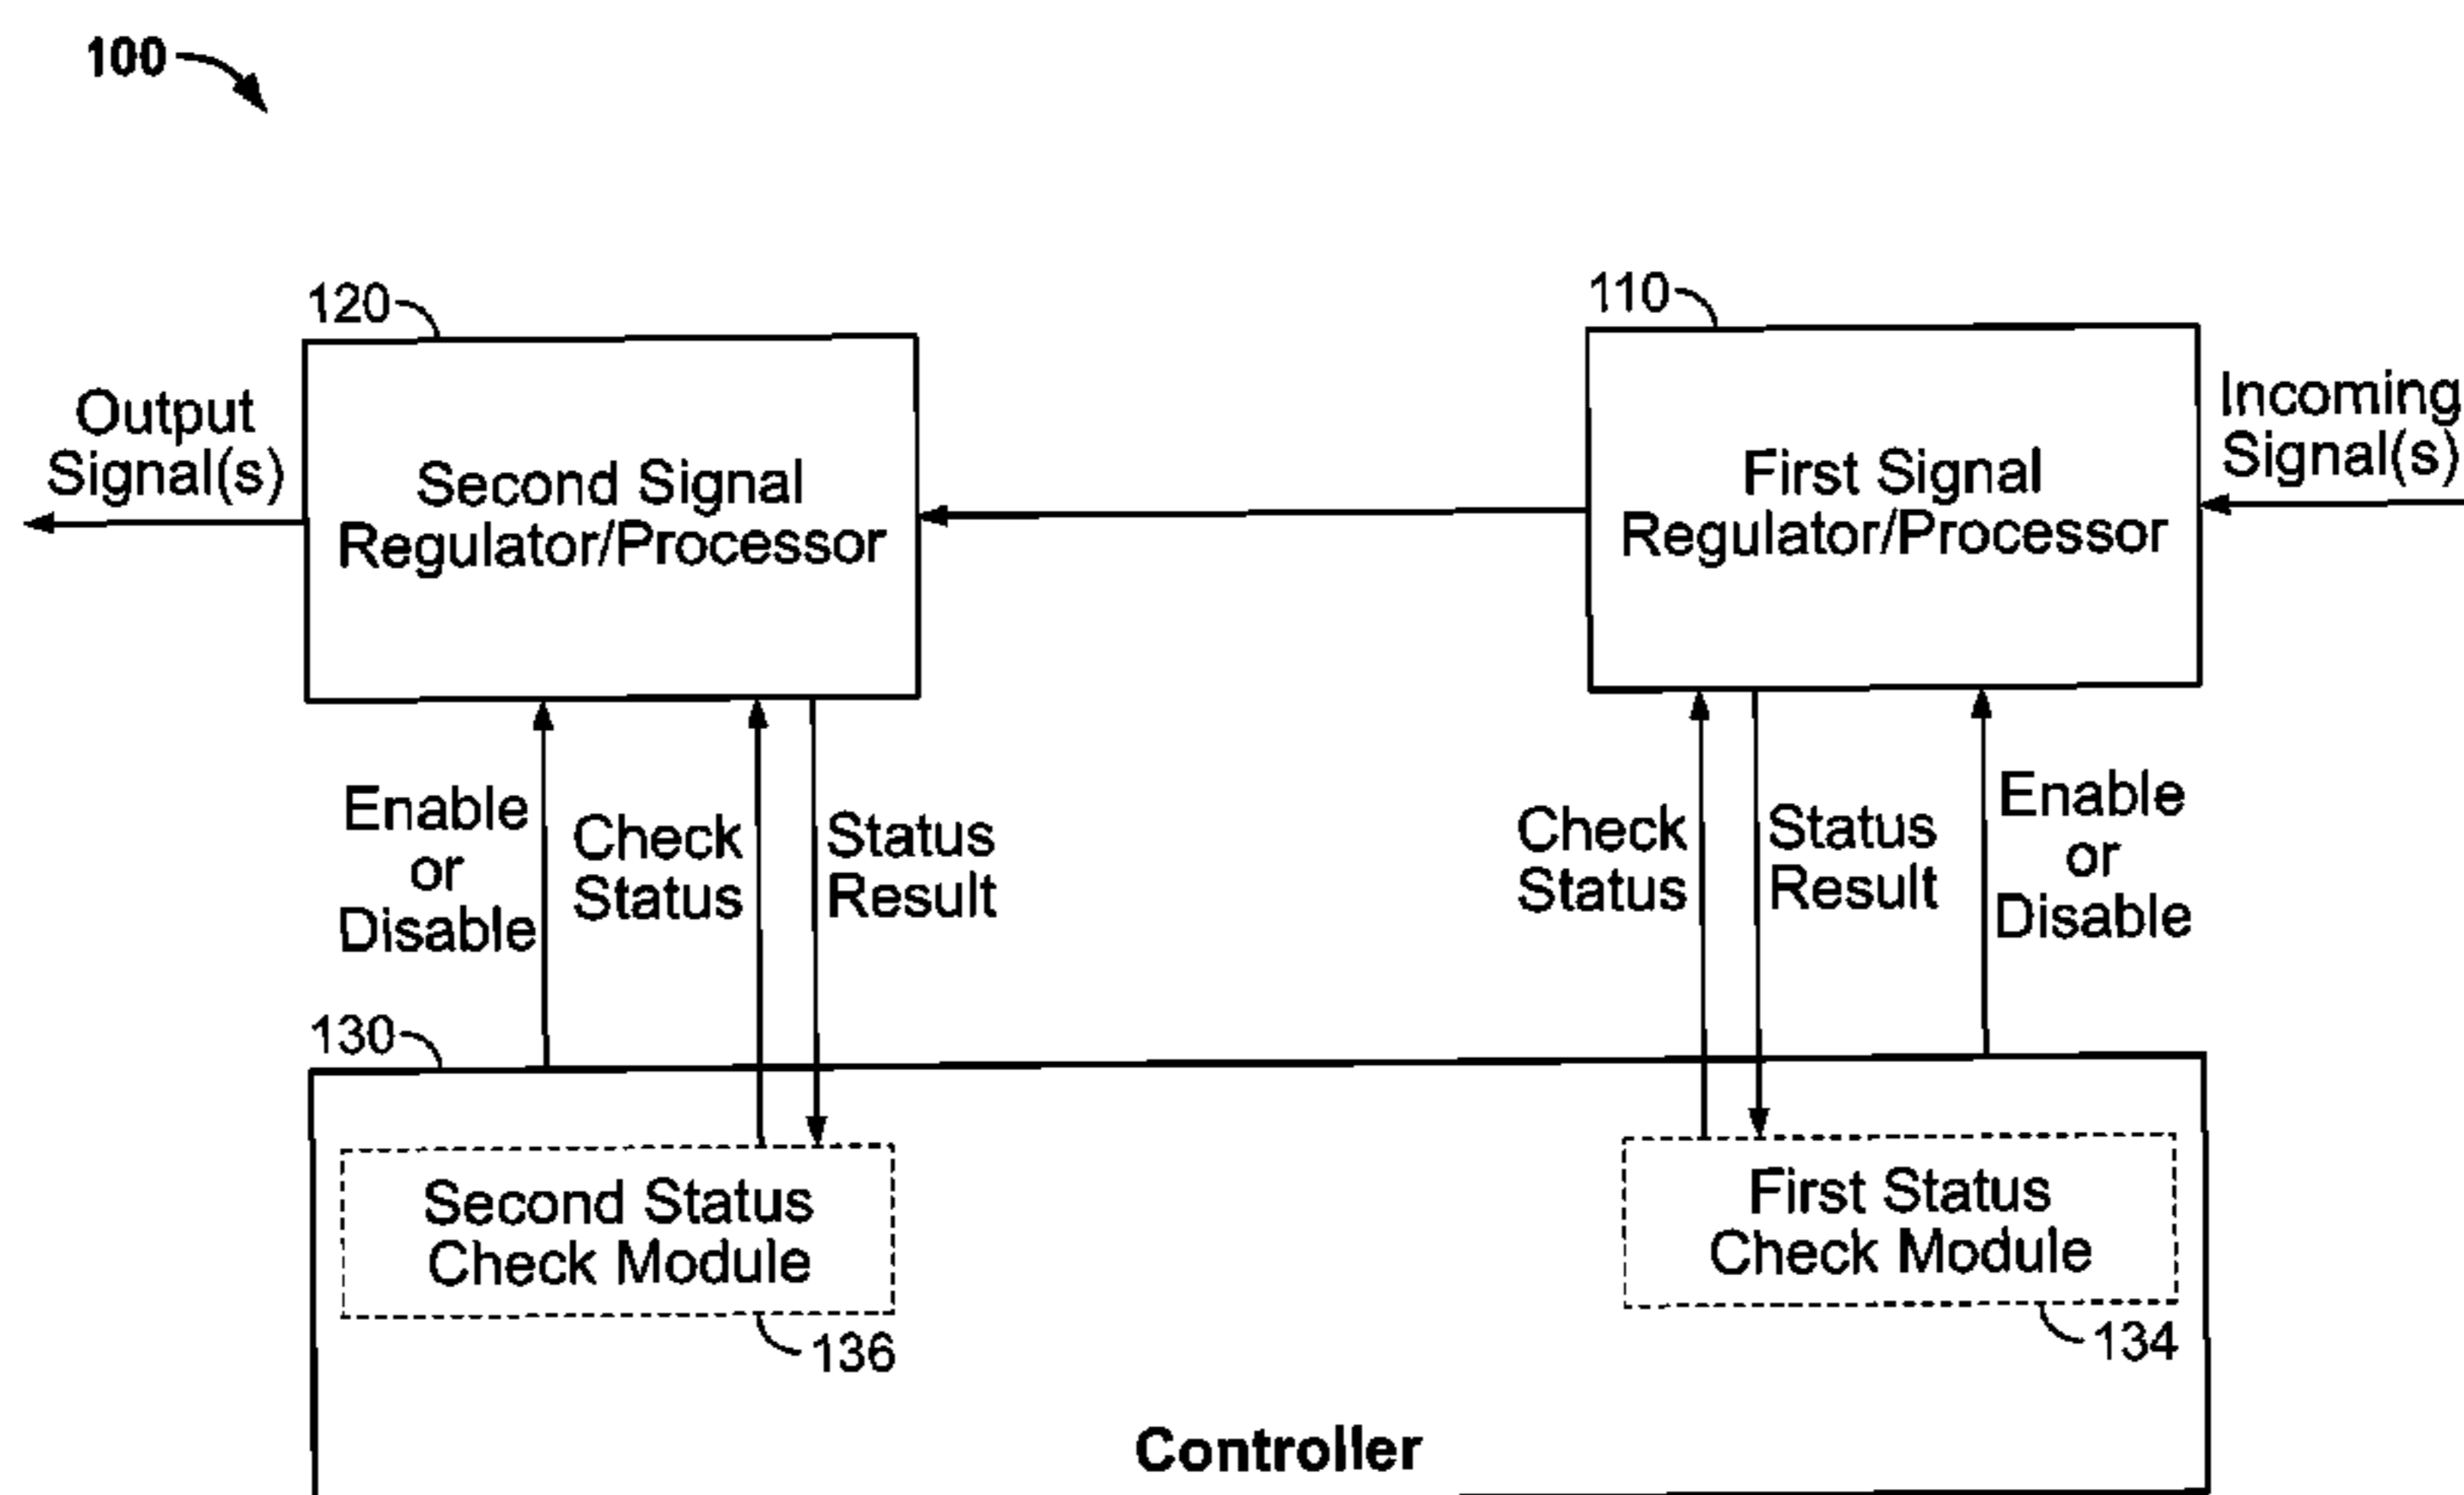 100
120
110
Output
Signal(s)
Second Signal
Regulator/Processor
First Signal
Regulator/Processor
Incoming
Signal(s)
Enable
or
Disable
Check
Status
Status
Result
Check
Status
Status
Result
Enable
or
Disable
130
Second Status
Check Module
136
First Status
Check Module
134
Controller